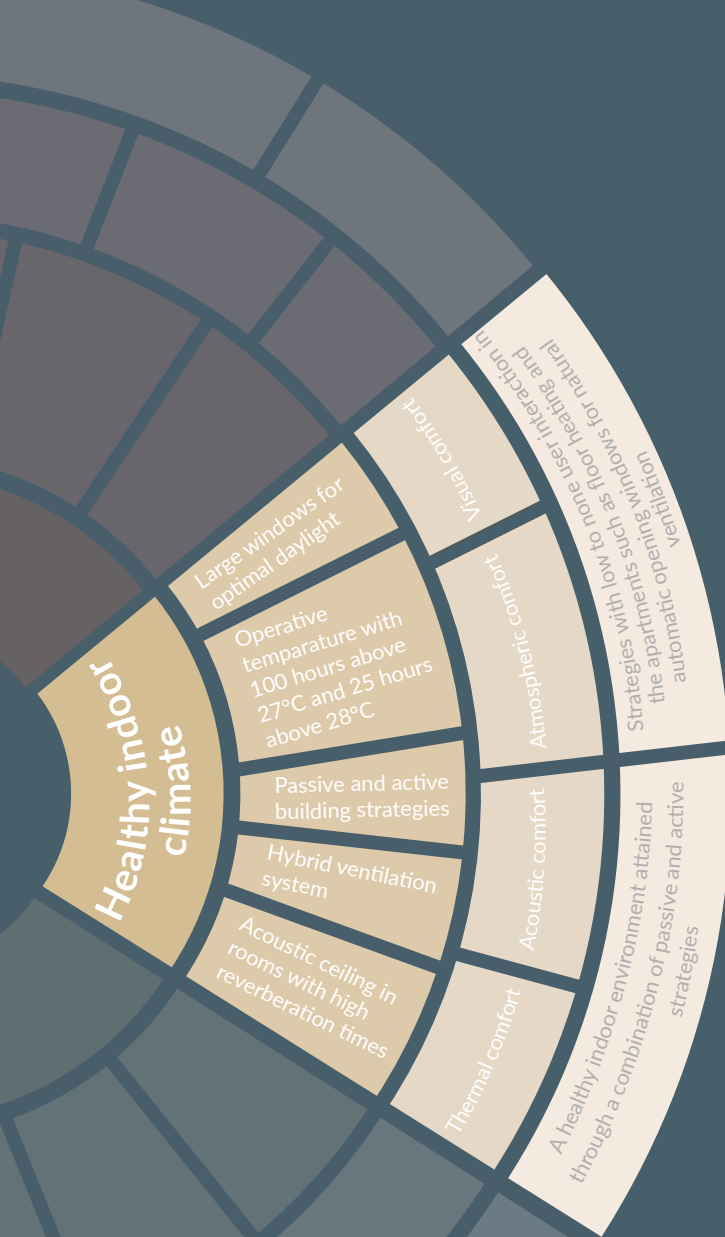 Healthy indoor
climate
Large windows for
optimal daylight
Operative
temparature with
100 hours above
27°C and 25 hours
above 28°C
Passive and active
building strategies
Hybrid ventilation
system
Acoustic ceiling in
rooms with high
reverberation times
Visual comfort
Atmospheric comfort
Acoustic comfort
Thermal comfort
Strategies with low to none user interaction in
the apartments such as floor heating and
automatic opening windows for natural
ventilation
A healthy indoor environment attained
through a combination of passive and active
strategies